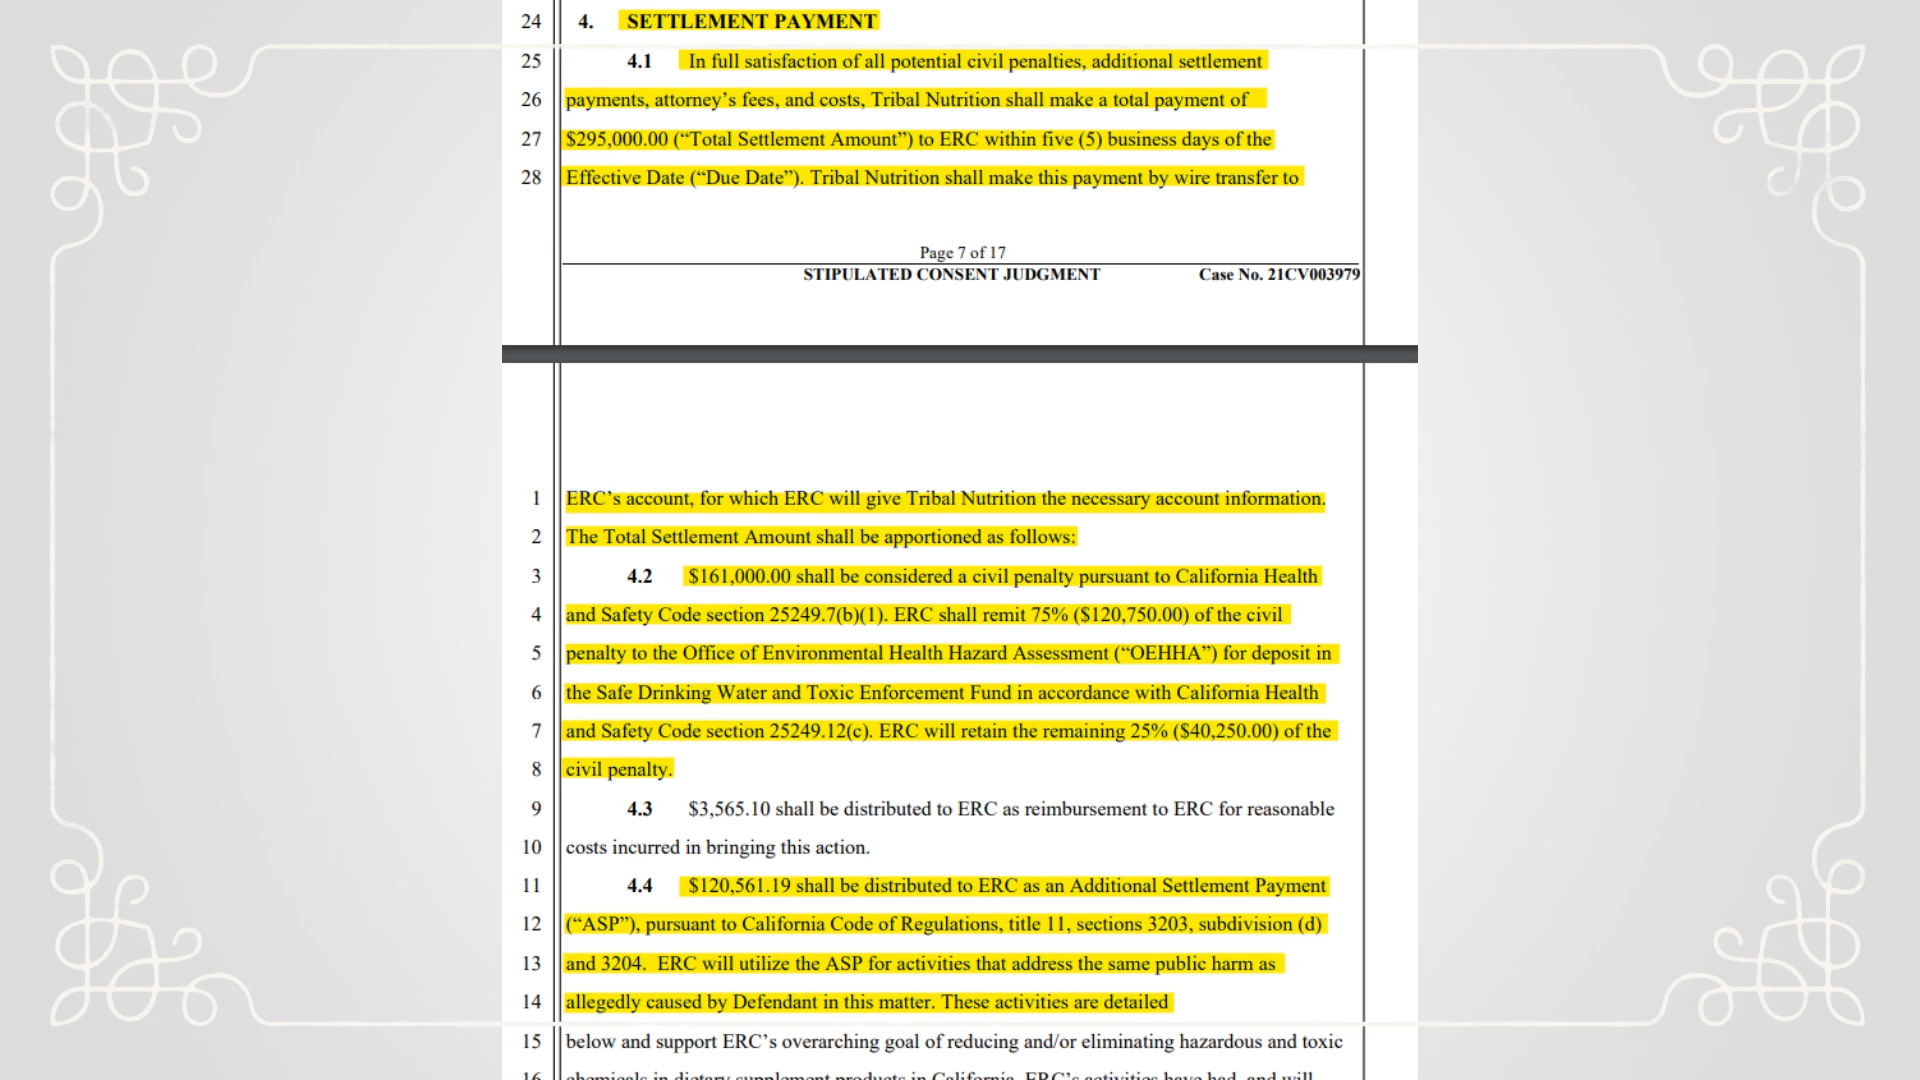 24 4. SETTLEMENT PAYMENT
25 4.1 In full satisfaction of all potential civil penalties, additional settlement
26 payments, attorney’s fees, and costs, Tribal Nutrition shall make a total payment of
27 $295,000.00 (“Total Settlement Amount”) to ERC within five (5) business days of the
28 Effective Date (“Due Date”). Tribal Nutrition shall make this payment by wire transfer to
Page 7 of 17
STIPULATED CONSENT JUDGMENT Case No. 21CV003979
1 ERC’s account, for which ERC will give Tribal Nutrition the necessary account information.
2 The Total Settlement Amount shall be apportioned as follows:
3 4.2 $161,000.00 shall be considered a civil penalty pursuant to California Health
4 and Safety Code section 25249.7(b)(1). ERC shall remit 75% ($120,750.00) of the civil
5 penalty to the Office of Environmental Health Hazard Assessment (“OEHHA”) for deposit in
6 the Safe Drinking Water and Toxic Enforcement Fund in accordance with California Health
7 and Safety Code section 25249.12(c). ERC will retain the remaining 25% ($40,250.00) of the
8 civil penalty.
9 4.3 $3,565.10 shall be distributed to ERC as reimbursement to ERC for reasonable
10 costs incurred in bringing this action.
11 4.4 $120,561.19 shall be distributed to ERC as an Additional Settlement Payment
12 (“ASP”), pursuant to California Code of Regulations, title 11, sections 3203, subdivision (d)
13 and 3204. ERC will utilize the ASP for activities that address the same public harm as
14 allegedly caused by Defendant in this matter. These activities are detailed
15 below and support ERC’s overarching goal of reducing and/or eliminating hazardous and toxic
16 chemicals in dietary supplement products in California. ERC’s activities have had, and will